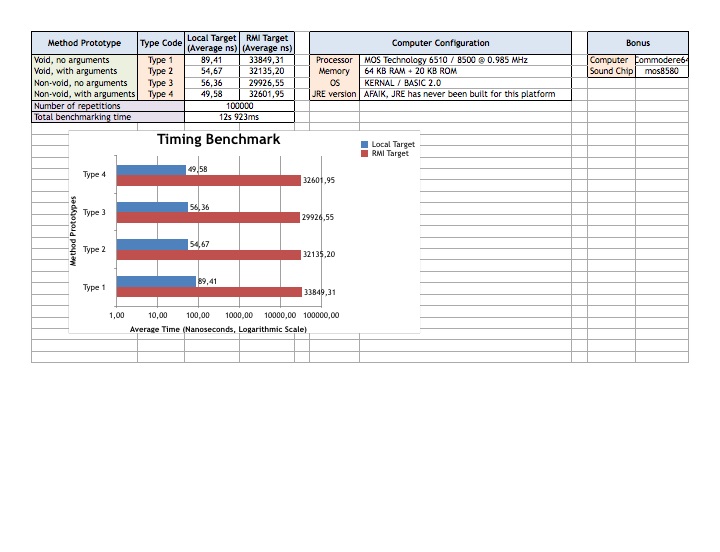 Method Prototype Type Code Local Target (Average ns) RMI Target (Average ns) Computer Configuration Bonus
Void, no arguments Type 1 89,41 33849,31 Processor MOS Technology 6510 / 8500 @ 0.985 MHz Computer Commodere64
Void, with arguments Type 2 54,67 32135,20 Memory 64 KB RAM + 20 KB ROM Sound Chip mos8580
Non-void, no arguments Type 3 56,36 29926,55 OS KERNAL / BASIC 2.0
Non-void, with arguments Type 4 49,58 32601,95 JRE version AFAIK, JRE has never been built for this platform
Number of repetitions 100000
Total benchmarking time 12s 923ms
Timing Benchmark
Local Target
RMI Target
Method Prototypes
Type 4 49,58
32601,95
Type 3 56,36
29926,55
Type 2 54,67
32135,20
Type 1 89,41
33849,31
1,00 10,00 100,00 1000,00 10000,00 100000,00
Average Time (Nanoseconds, Logarithmic Scale)